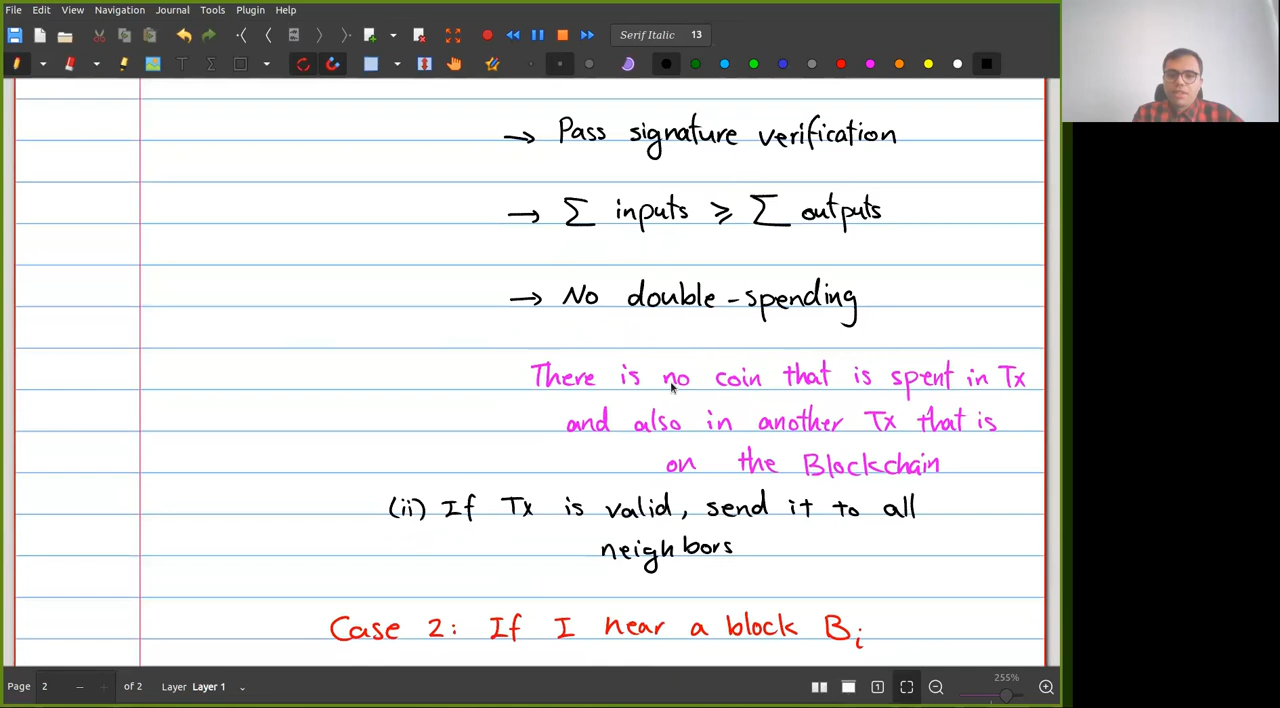 File Edit View Navigation Journal Tools Plugin Help
Serif Italic 13
→ Pass signature verification
→ Σ inputs ⩾ Σ outputs
→ No double-spending
There is no coin that is spent in Tx
and also in another Tx that is
on the Blockchain
(ii) If Tx is valid, send it to all
neighbors
Case 2: If I hear a block Bi
Page 2 of 2 Layer Layer 1 255%